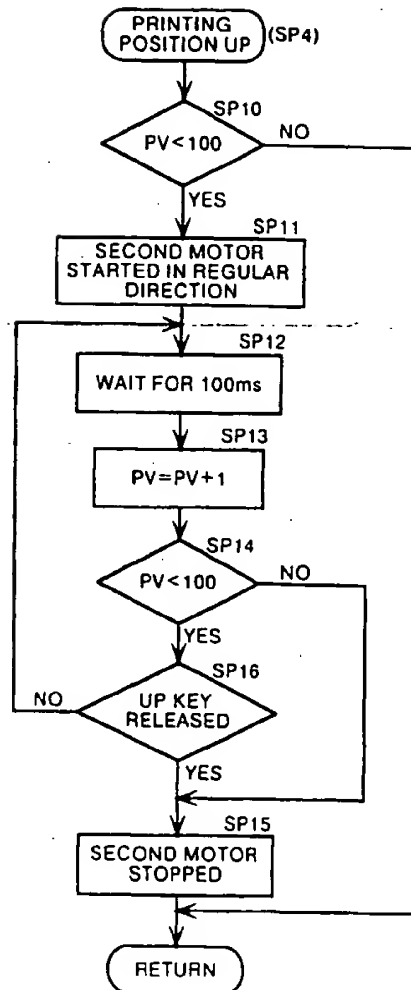 PRINTING
POSITION UP
(SP4)
SP10
PV<100
NO
YES
SP11
SECOND MOTOR
STARTED IN REGULAR
DIRECTION
SP12
WAIT FOR 100ms
SP13
PV=PV+1
SP14
PV<100
NO
YES
SP16
NO
UP KEY
RELEASED
YES
SP15
SECOND MOTOR
STOPPED
RETURN